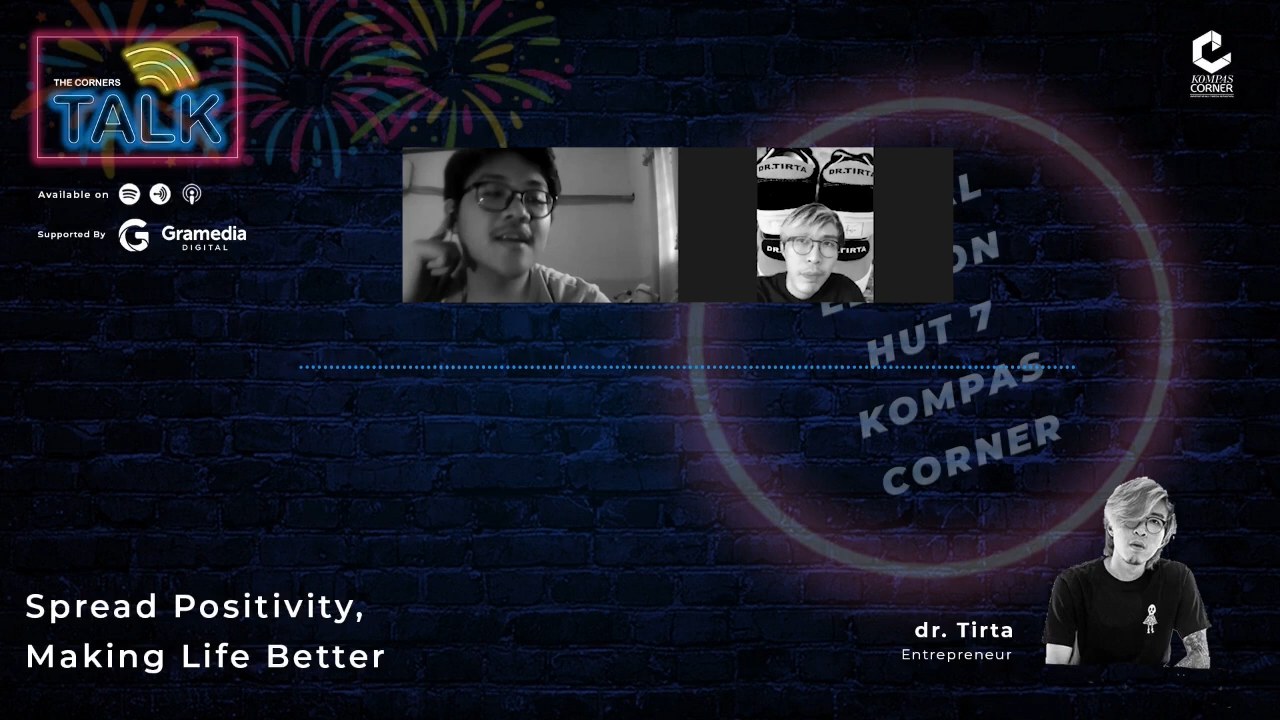 THE CORNERS
TALK
Available on
Supported By
Gramedia
DIGITAL
KOMPAS
CORNER
DR.TIRTA
DR.TIRTA
HUT 7
KOMPAS
CORNER
Spread Positivity,
Making Life Better
dr. Tirta
Entrepreneur